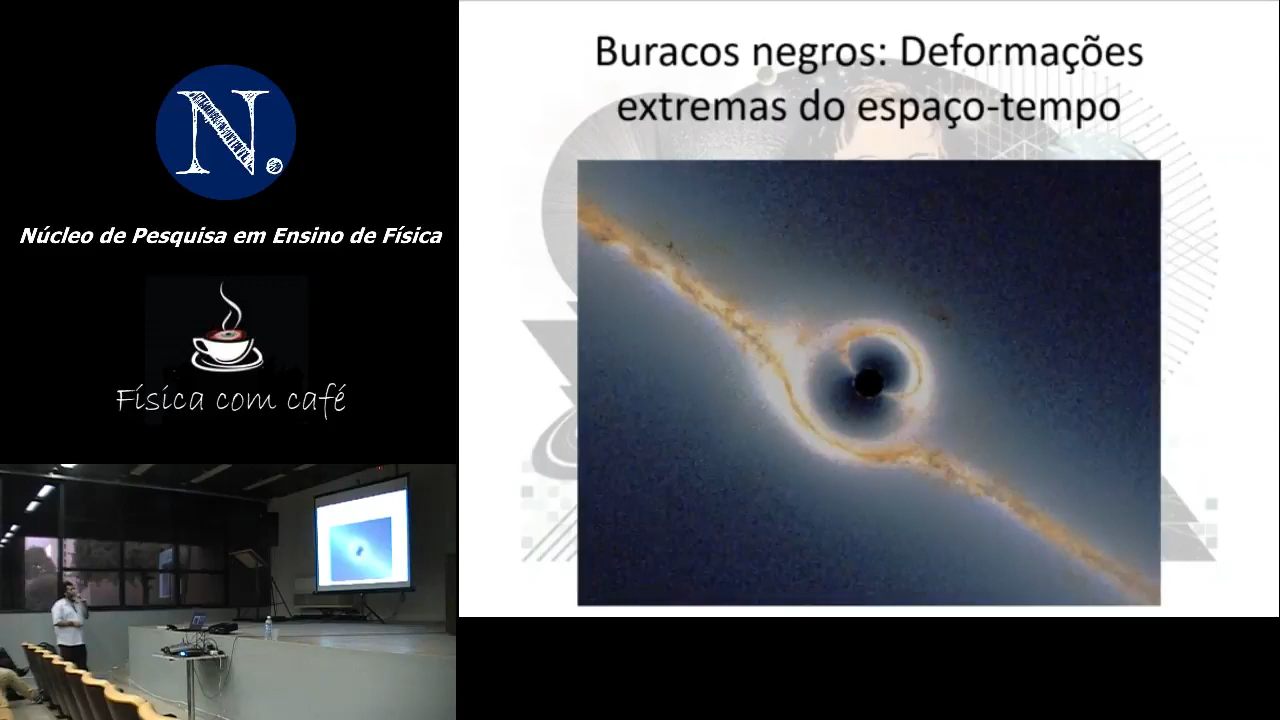 N.
Núcleo de Pesquisa em Ensino de Física
Física com café
Buracos negros: Deformações
extremas do espaço-tempo